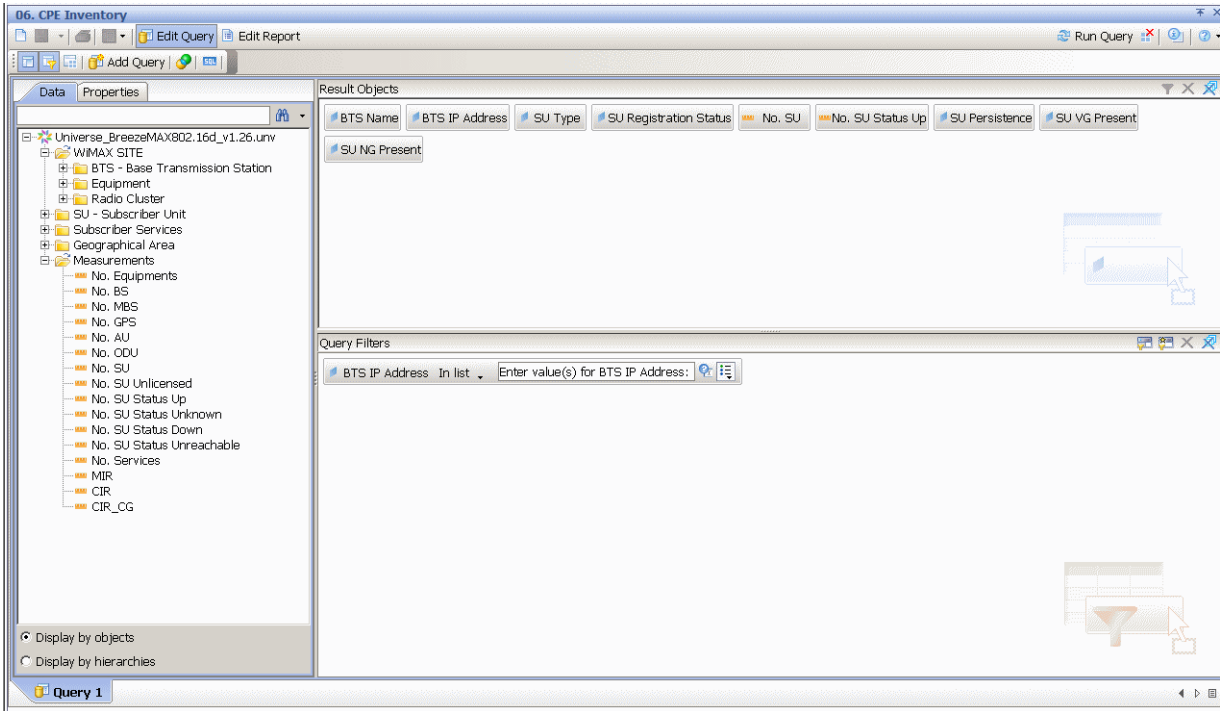 06. CPE Inventory
Edit Query Edit Report Run Query
Add Query SQL
Data Properties
Universe_BreezeMAX802.16d_v1.26.unv
WiMAX SITE
BTS - Base Transmission Station
Equipment
Radio Cluster
SU - Subscriber Unit
Subscriber Services
Geographical Area
Measurements
No. Equipments
No. BS
No. MBS
No. GPS
No. AU
No. ODU
No. SU
No. SU Unlicensed
No. SU Status Up
No. SU Status Unknown
No. SU Status Down
No. SU Status Unreachable
No. Services
MIR
CIR
CIR_CG
Display by objects
Display by hierarchies
Result Objects
BTS Name BTS IP Address SU Type SU Registration Status No. SU No. SU Status Up SU Persistence SU VG Present
SU NG Present
Query Filters
BTS IP Address In list Enter value(s) for BTS IP Address:
Query 1